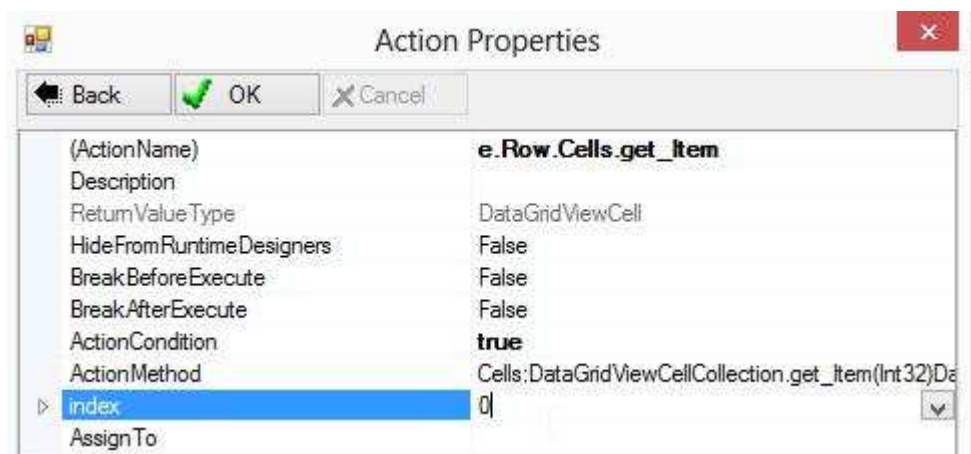 Action Properties
Back OK Cancel
(ActionName) e.Row.Cells.get_Item
Description
ReturnValueType DataGridViewCell
HideFromRuntimeDesigners False
BreakBeforeExecute False
BreakAfterExecute False
ActionCondition true
ActionMethod Cells:DataGridViewCellCollection.get_Item(Int32)Da
index 0
AssignTo